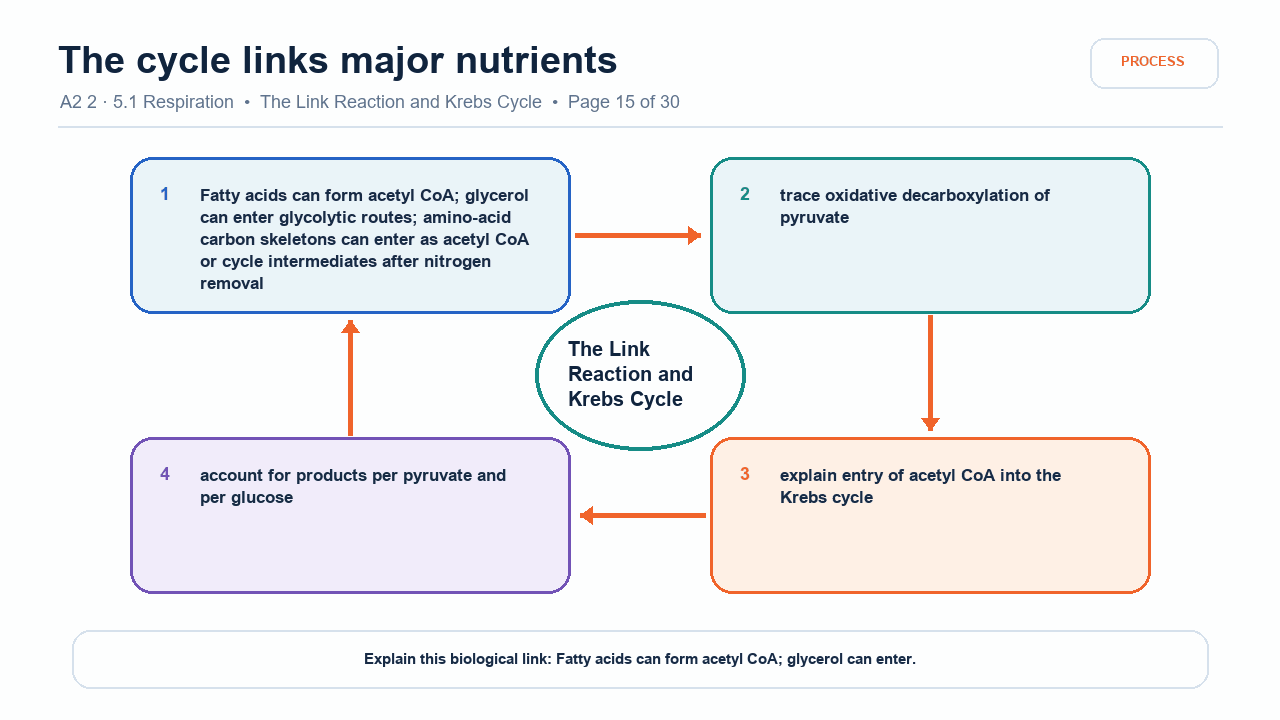 The cycle links major nutrients
PROCESS
A2 2 · 5.1 Respiration • The Link Reaction and Krebs Cycle • Page 15 of 30
1
Fatty acids can form acetyl CoA; glycerol
can enter glycolytic routes; amino-acid
carbon skeletons can enter as acetyl CoA
or cycle intermediates after nitrogen
removal
2
trace oxidative decarboxylation of
pyruvate
The Link
Reaction and
Krebs Cycle
4
account for products per pyruvate and
per glucose
3
explain entry of acetyl CoA into the
Krebs cycle
Explain this biological link: Fatty acids can form acetyl CoA; glycerol can enter.